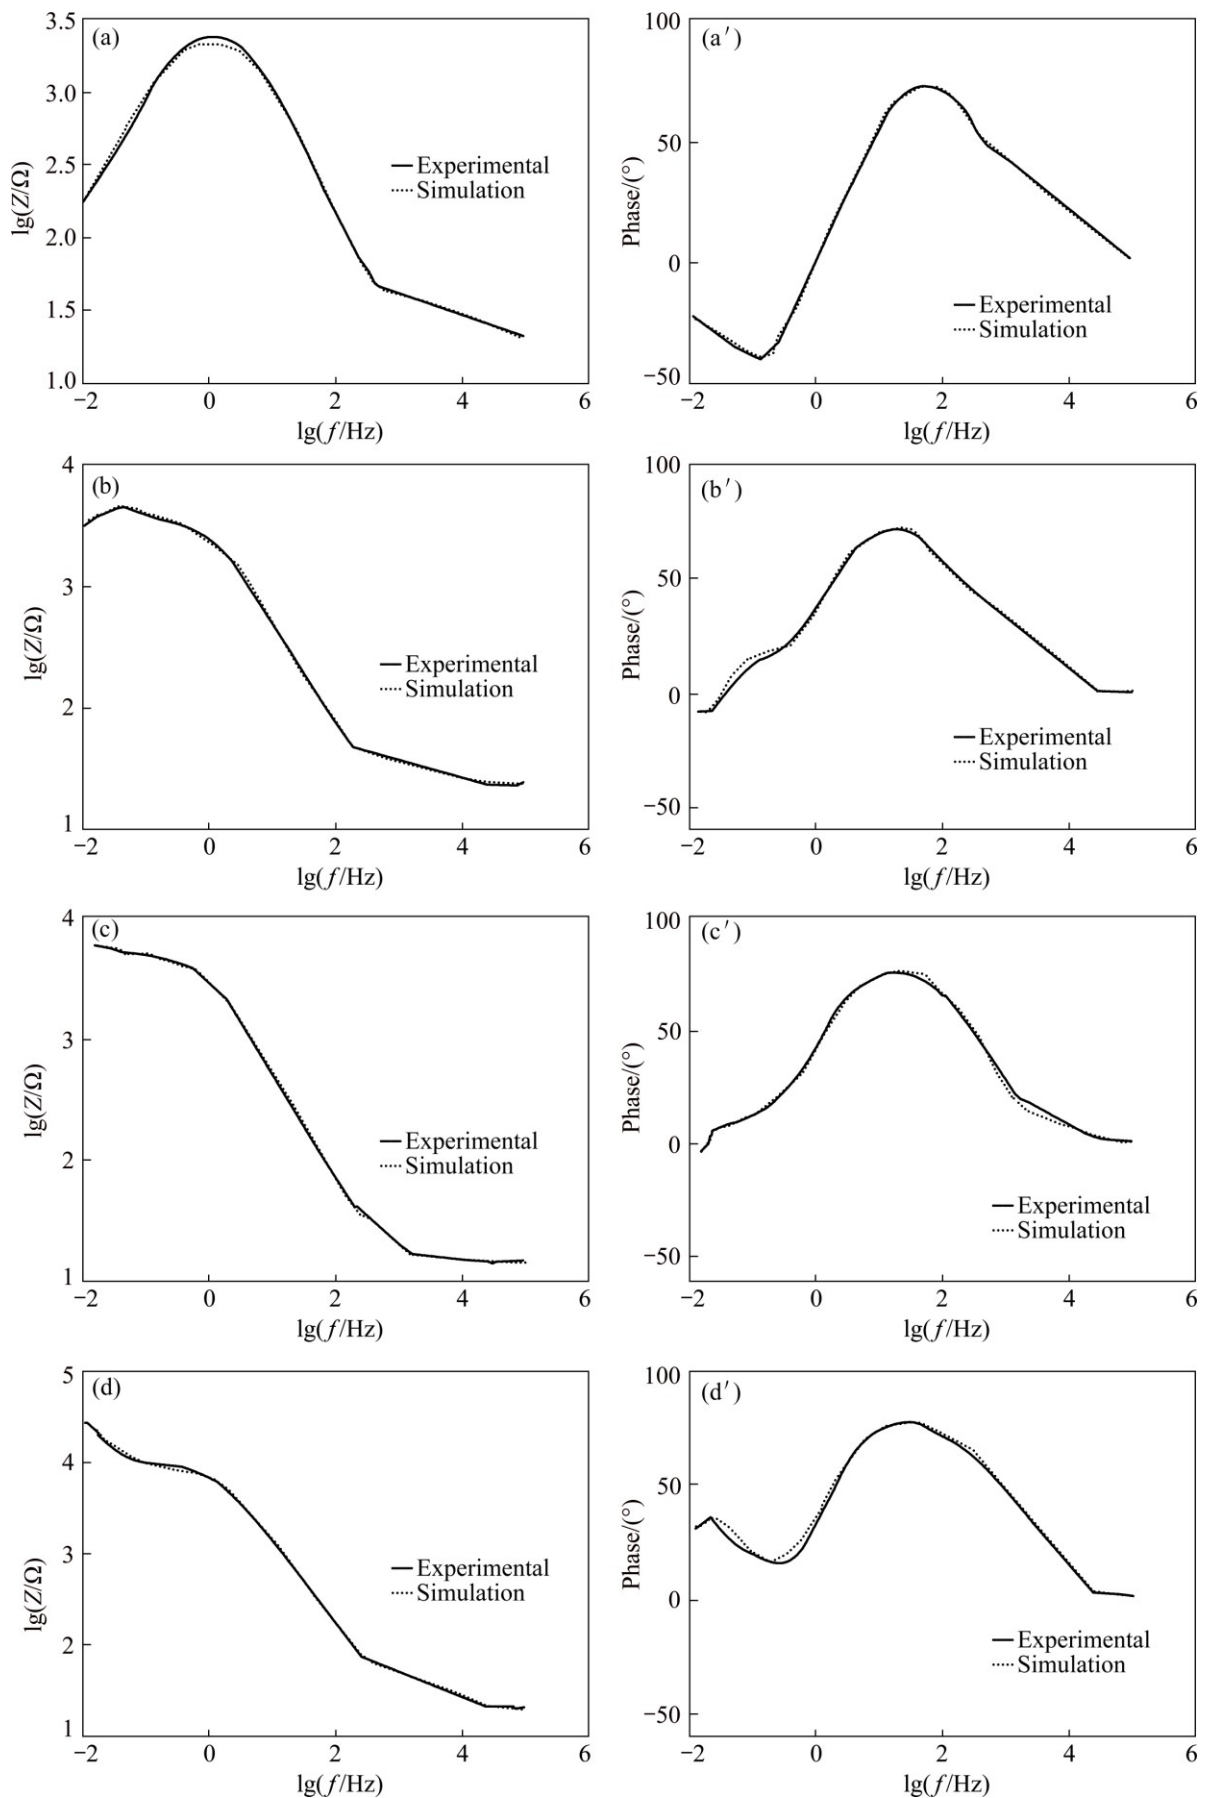 3.5
(a)
3.0
2.5
2.0
1.5
1.0
lg(Z/Ω)
Experimental
Simulation
−2 0 2 4 6
lg(f/Hz)
100
(a′)
50
0
−50
Phase/(°)
Experimental
Simulation
−2 0 2 4 6
lg(f/Hz)
4
(b)
3
2
1
lg(Z/Ω)
Experimental
Simulation
−2 0 2 4 6
lg(f/Hz)
100
(b′)
50
0
−50
Phase/(°)
Experimental
Simulation
−2 0 2 4 6
lg(f/Hz)
4
(c)
3
2
1
lg(Z/Ω)
Experimental
Simulation
−2 0 2 4 6
lg(f/Hz)
100
(c′)
50
0
−50
Phase/(°)
Experimental
Simulation
−2 0 2 4 6
lg(f/Hz)
5
(d)
4
3
2
1
lg(Z/Ω)
Experimental
Simulation
−2 0 2 4 6
lg(f/Hz)
100
(d′)
50
0
−50
Phase/(°)
Experimental
Simulation
−2 0 2 4 6
lg(f/Hz)